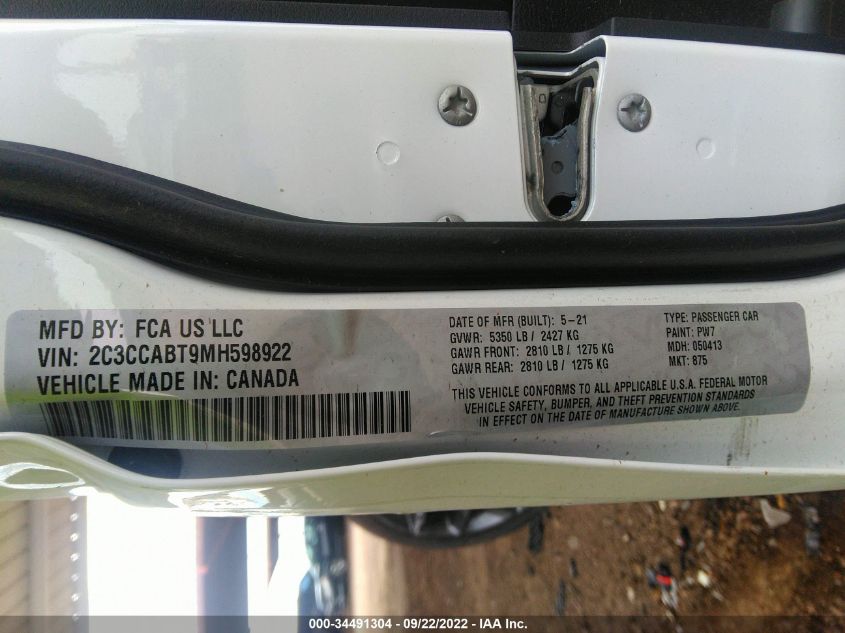 MFD BY: FCA US LLC
VIN: 2C3CCABT9MH598922
VEHICLE MADE IN: CANADA
DATE OF MFR (BUILT): 5-21
GVWR: 5350 LB / 2427 KG
GAWR FRONT: 2810 LB / 1275 KG
GAWR REAR: 2810 LB / 1275 KG
TYPE: PASSENGER CAR
PAINT: PW7
MDH: 050413
MKT: 875
THIS VEHICLE CONFORMS TO ALL APPLICABLE U.S.A. FEDERAL MOTOR
VEHICLE SAFETY, BUMPER, AND THEFT PREVENTION STANDARDS
IN EFFECT ON THE DATE OF MANUFACTURE SHOWN ABOVE.
000-34491304 / 09/22/2022 - IAA Inc.